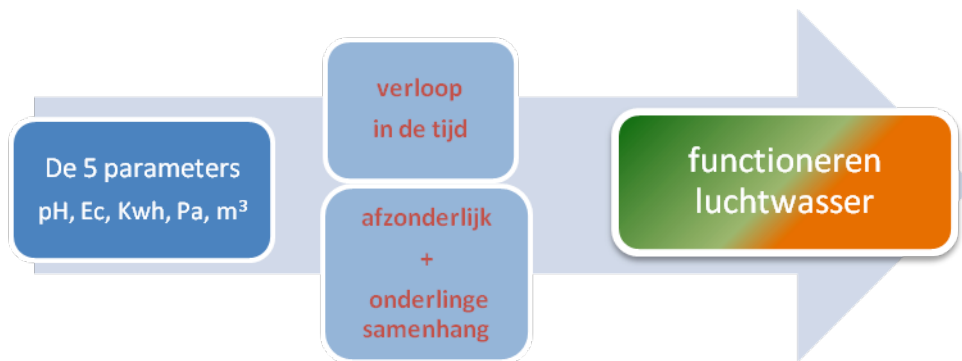 De 5 parameters
pH, Ec, Kwh, Pa, m³
verloop
in de tijd
afzonderlijk
+
onderlinge
samenhang
functioneren
luchtwasser